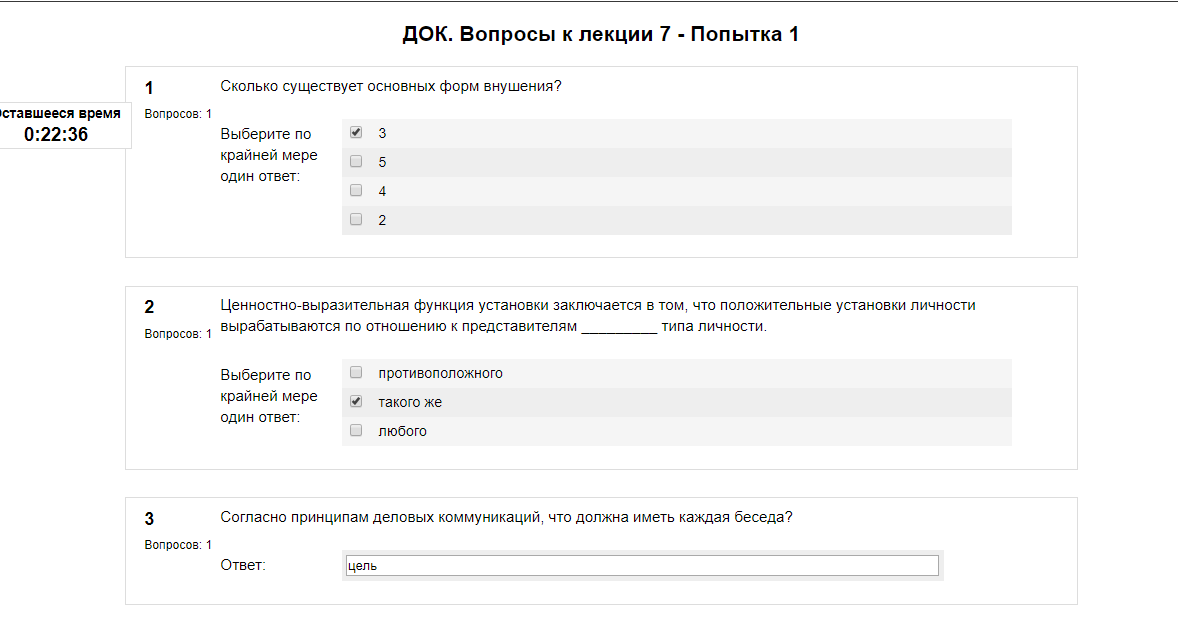 ДОК. Вопросы к лекции 7 - Попытка 1
1
Сколько существует основных форм внушения?
Оставшееся время
0:22:36
Вопросов: 1
Выберите по
крайней мере
один ответ:
3
5
4
2
2
Ценностно-выразительная функция установки заключается в том, что положительные установки личности
вырабатываются по отношению к представителям _________ типа личности.
Вопросов: 1
Выберите по
крайней мере
один ответ:
противоположного
такого же
любого
3
Согласно принципам деловых коммуникаций, что должна иметь каждая беседа?
Вопросов: 1
Ответ:
цель